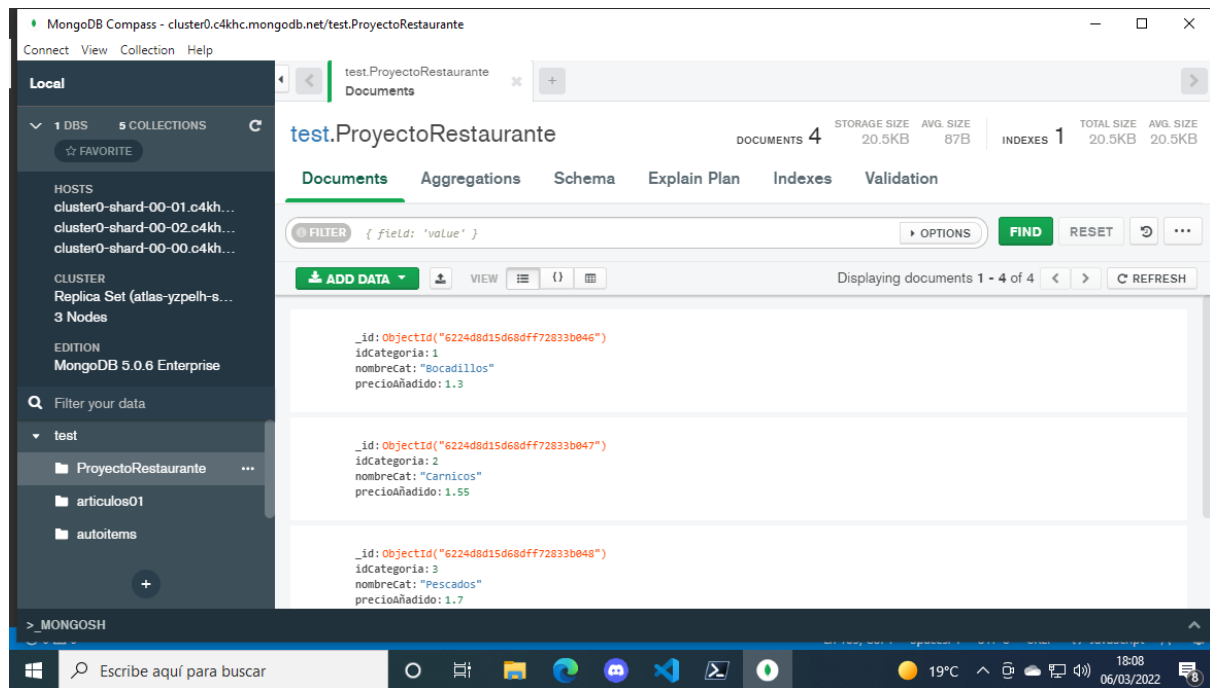 MongoDB Compass - cluster0.c4khc.mongodb.net/test.ProyectoRestaurante
Connect View Collection Help
Local
1 DBS 5 COLLECTIONS
FAVORITE
HOSTS
cluster0-shard-00-01.c4kh...
cluster0-shard-00-02.c4kh...
cluster0-shard-00-00.c4kh...
CLUSTER
Replica Set (atlas-yzpelh-s...
3 Nodes
EDITION
MongoDB 5.0.6 Enterprise
Filter your data
test
ProyectoRestaurante
articulos01
autoitems
test.ProyectoRestaurante
Documents
test.ProyectoRestaurante
DOCUMENTS 4
STORAGE SIZE 20.5KB
AVG. SIZE 87B
INDEXES 1
TOTAL SIZE 20.5KB
AVG. SIZE 20.5KB
Documents Aggregations Schema Explain Plan Indexes Validation
FILTER { field: 'value' }
OPTIONS
FIND
RESET
ADD DATA
VIEW
Displaying documents 1 - 4 of 4
REFRESH
_id: ObjectId("6224d8d15d68dff72833b046")
idCategoria: 1
nombreCat: "Bocadillos"
precioAñadido: 1.3
_id: ObjectId("6224d8d15d68dff72833b047")
idCategoria: 2
nombreCat: "Carnicos"
precioAñadido: 1.55
_id: ObjectId("6224d8d15d68dff72833b048")
idCategoria: 3
nombreCat: "Pescados"
precioAñadido: 1.7
>_MONGOSH
Escribe aquí para buscar
19°C
18:08
06/03/2022
8